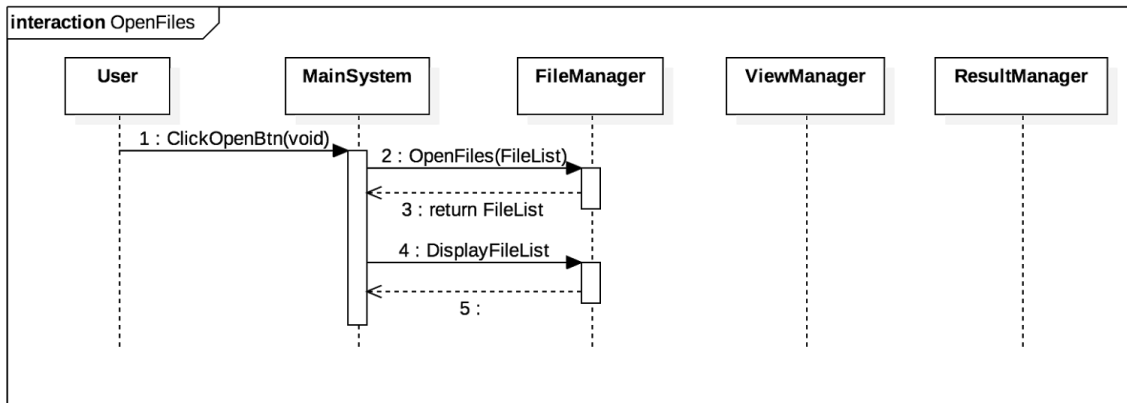 interaction OpenFiles
User
MainSystem
FileManager
ViewManager
ResultManager
1 : ClickOpenBtn(void)
2 : OpenFiles(FileList)
3 : return FileList
4 : DisplayFileList
5 :